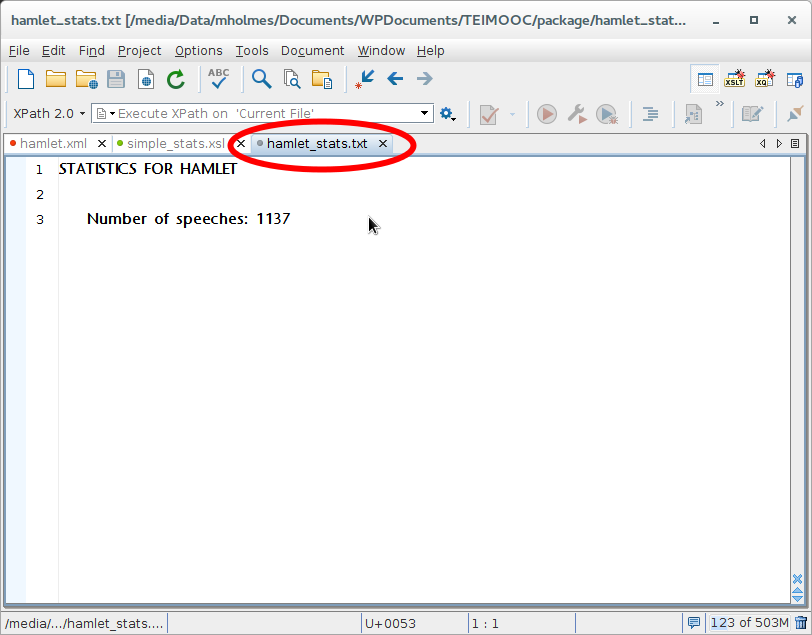 hamlet_stats.txt [/media/Data/mholmes/Documents/WPDocuments/TEIMOOC/package/hamlet_stat...
File Edit Find Project Options Tools Document Window Help
ABC
XSLT
XQ
XPath 2.0 Execute XPath on 'Current File'
hamlet.xml simple_stats.xsl hamlet_stats.txt
1 STATISTICS FOR HAMLET
2
3 Number of speeches: 1137
/media/.../hamlet_stats.... U+0053 1 : 1 123 of 503M